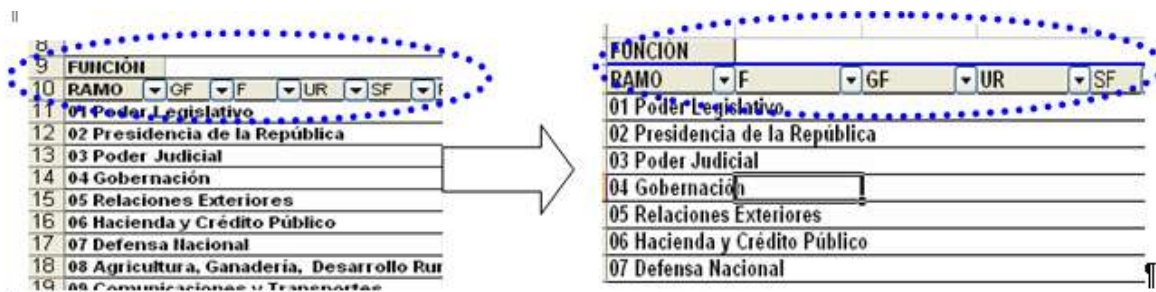 8
9 FUNCIÓN
10 RAMO GF F UR SF
11 01 Poder Legislativo
12 02 Presidencia de la República
13 03 Poder Judicial
14 04 Gobernación
15 05 Relaciones Exteriores
16 06 Hacienda y Crédito Público
17 07 Defensa Nacional
18 08 Agricultura, Ganadería, Desarrollo Rur
19 09 Comunicaciones y Transportes
FUNCIÓN
RAMO F GF UR SF
01 Poder Legislativo
02 Presidencia de la República
03 Poder Judicial
04 Gobernación
05 Relaciones Exteriores
06 Hacienda y Crédito Público
07 Defensa Nacional
¶